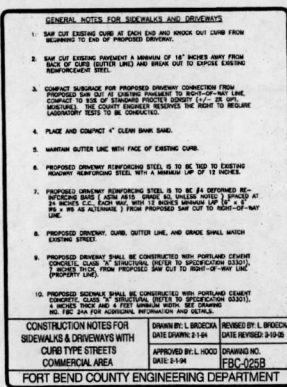 GENERAL NOTES FOR SIDEWALKS AND DRIVEWAYS
1. SAW CUT EXISTING CURB AT EACH END AND KNOCK OUT CURB FROM
BEGINNING TO END OF PROPOSED DRIVEWAY.
2. SAW CUT EXISTING PAVEMENT A MINIMUM OF 18" INCHES AWAY FROM
BACK OF CURB (GUTTER LINE) AND BREAK OUT TO EXPOSE EXISTING
REINFORCEMENT STEEL.
3. COMPACT SUBGRADE FOR PROPOSED DRIVEWAY CONNECTION FROM
PROPOSED SAW CUT AT EXISTING PAVEMENT TO RIGHT-OF-WAY LINE,
COMPACT TO 95% OF STANDARD PROCTER DENSITY (+/- 2% OPT.
MOISTURE). THE COUNTY ENGINEER RESERVES THE RIGHT TO REQUIRE
LABORATORY TESTS TO BE CONDUCTED.
4. PLACE AND COMPACT 4" CLEAN BANK SAND.
5. MAINTAIN GUTTER LINE WITH FACE OF EXISTING CURB.
6. PROPOSED DRIVEWAY REINFORCING STEEL IS TO BE TIED TO EXISTING
ROADWAY REINFORCING STEEL WITH A MINIMUM LAP OF 12 INCHES.
7. PROPOSED DRIVEWAY REINFORCING STEEL IS TO BE #4 DEFORMED RE-
INFORCING BARS ( ASTM A615 GRADE 60, UNLESS NOTED ) SPACED AT
24 INCHES C.C., EACH WAY, WITH 12 INCHES MINIMUM LAP (6" x 6"
W6 x W6 AS ALTERNATE ) FROM PROPOSED SAW CUT TO RIGHT-OF-WAY
LINE.
8. PROPOSED DRIVEWAY, CURB, GUTTER LINE, AND GRADE SHALL MATCH
EXISTING STREET.
9. PROPOSED DRIVEWAY SHALL BE CONSTRUCTED WITH PORTLAND CEMENT
CONCRETE, CLASS "A" STRUCTURAL (REFER TO SPECIFICATION 03301),
7 INCHES THICK, FROM PROPOSED SAW CUT TO RIGHT-OF-WAY LINE
(PROPERTY LINE).
10. PROPOSED SIDEWALK SHALL BE CONSTRUCTED WITH PORTLAND CEMENT
CONCRETE, CLASS "A" STRUCTURAL (REFER TO SPECIFICATION 03301),
4 INCHES THICK AND 4 FEET MINIMUM WIDTH. SEE DRAWING
NO. FBC 24A FOR ADDITIONAL INFORMATION AND DETAILS.
CONSTRUCTION NOTES FOR
SIDEWALKS & DRIVEWAYS WITH
CURB TYPE STREETS
COMMERCIAL AREA
DRAWN BY: L. BROECKA
DATE DRAWN: 2-1-94
REVISED BY: L. BROECKA
DATE REVISED: 3-10-05
APPROVED BY: L. HOOD
DATE: 2-1-94
DRAWING NO.
FBC-025B
FORT BEND COUNTY ENGINEERING DEPARTMENT